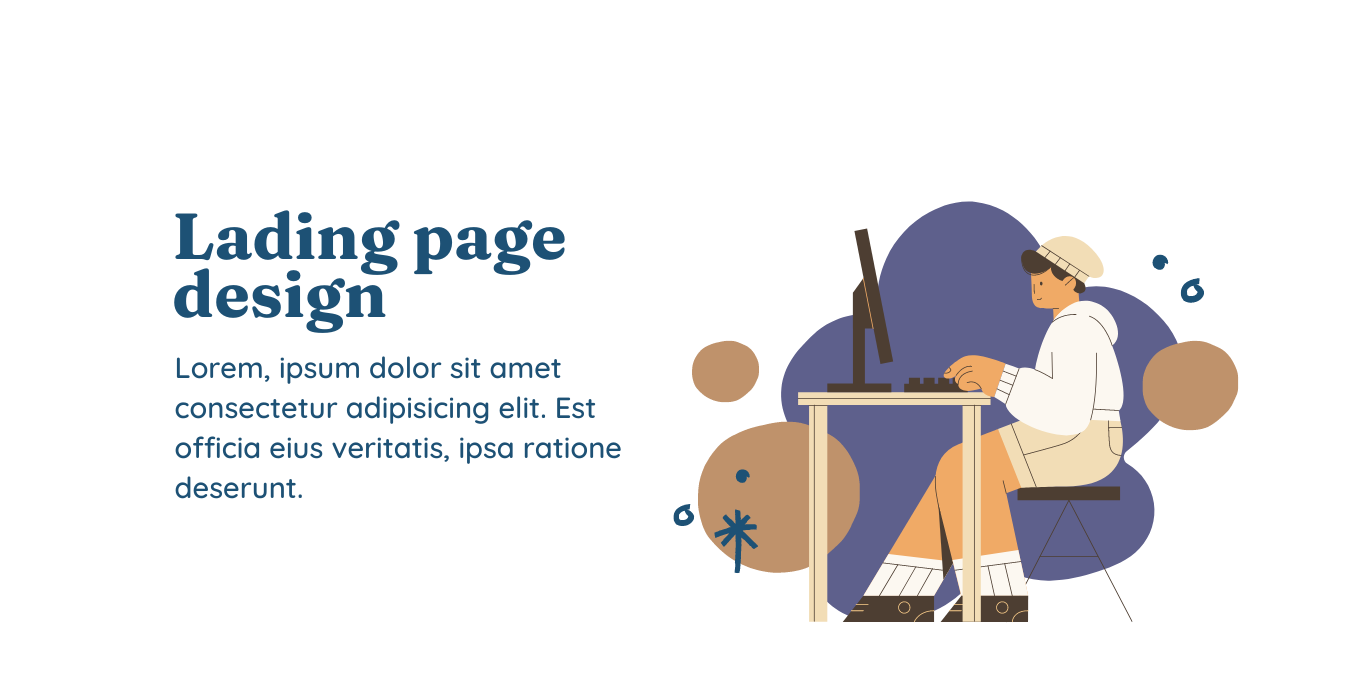 Lading page
design
Lorem, ipsum dolor sit amet
consectetur adipisicing elit. Est
officia eius veritatis, ipsa ratione
deserunt.